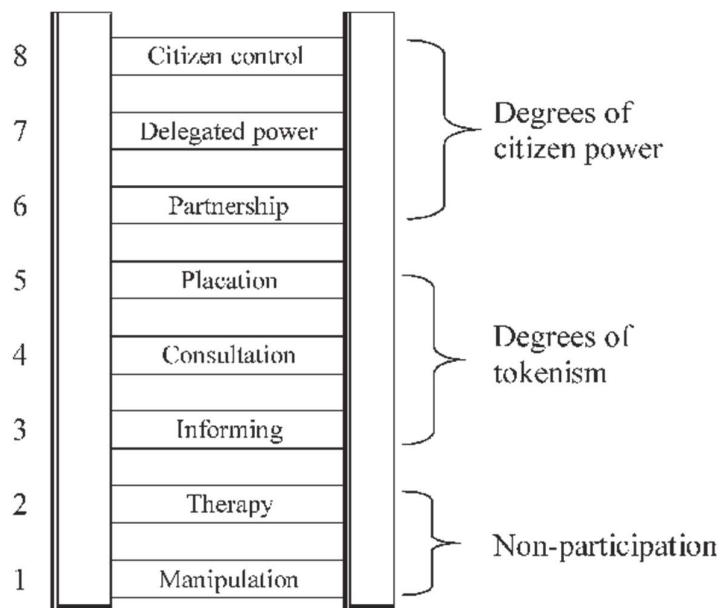 8 Citizen control
7 Delegated power
6 Partnership
Degrees of
citizen power
5 Placation
4 Consultation
3 Informing
Degrees of
tokenism
2 Therapy
1 Manipulation
Non-participation